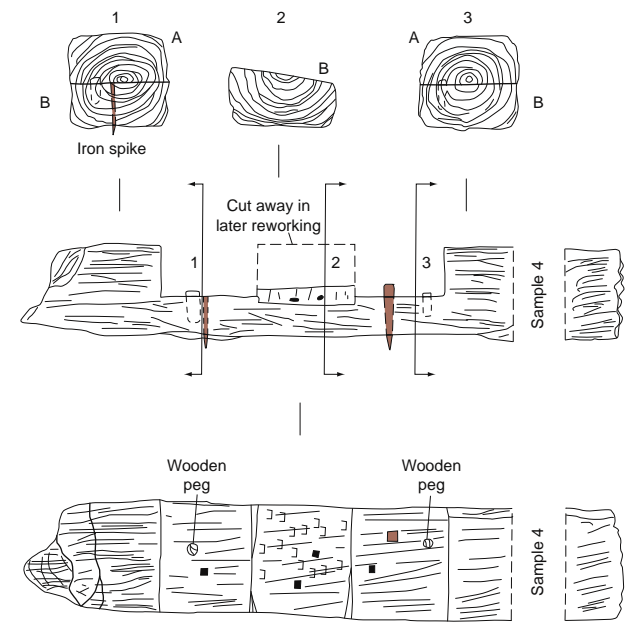 1
2
3
A
B
Iron spike
B
A
B
Cut away in
later reworking
1
2
3
Sample 4
Wooden
peg
Wooden
peg
Sample 4